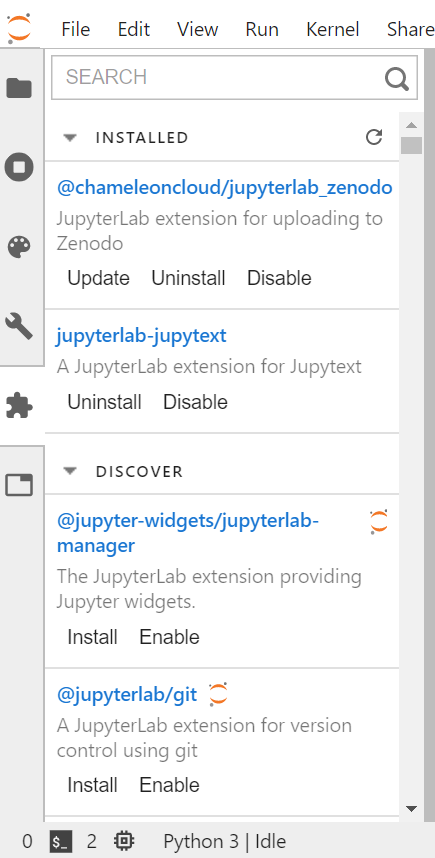 File Edit View Run Kernel Share
SEARCH
INSTALLED
@chameleoncloud/jupyterlab_zenodo
JupyterLab extension for uploading to
Zenodo
Update Uninstall Disable
jupyterlab-jupytext
A JupyterLab extension for Jupytext
Uninstall Disable
DISCOVER
@jupyter-widgets/jupyterlab-
manager
The JupyterLab extension providing
Jupyter widgets.
Install Enable
@jupyterlab/git
A JupyterLab extension for version
control using git
Install Enable
0 $_ 2 Python 3 | Idle